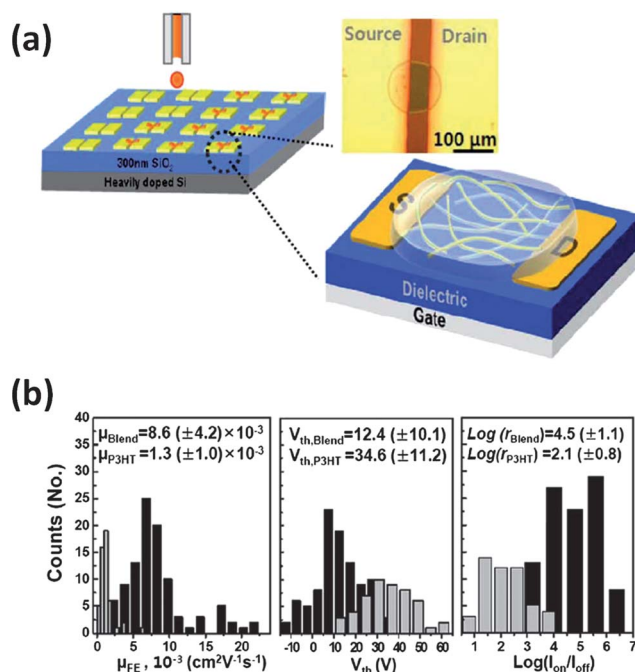 (a)
Source Drain
100 µm
300nm SiO₂
Heavily doped Si
S
D
Dielectric
Gate
(b)
Counts (No.)
40
35
30
25
20
15
10
5
0
µBlend=8.6 (±4.2)×10⁻³
µP3HT=1.3 (±1.0)×10⁻³
0 5 10 15 20
µFE , 10⁻³ (cm²V⁻¹s⁻¹)
Vth,Blend=12.4 (±10.1)
Vth,P3HT=34.6 (±11.2)
-10 0 10 20 30 40 50 60
Vth (V)
Log (rBlend)=4.5 (±1.1)
Log(rP3HT) =2.1 (±0.8)
1 2 3 4 5 6 7
Log(Ion/Ioff)